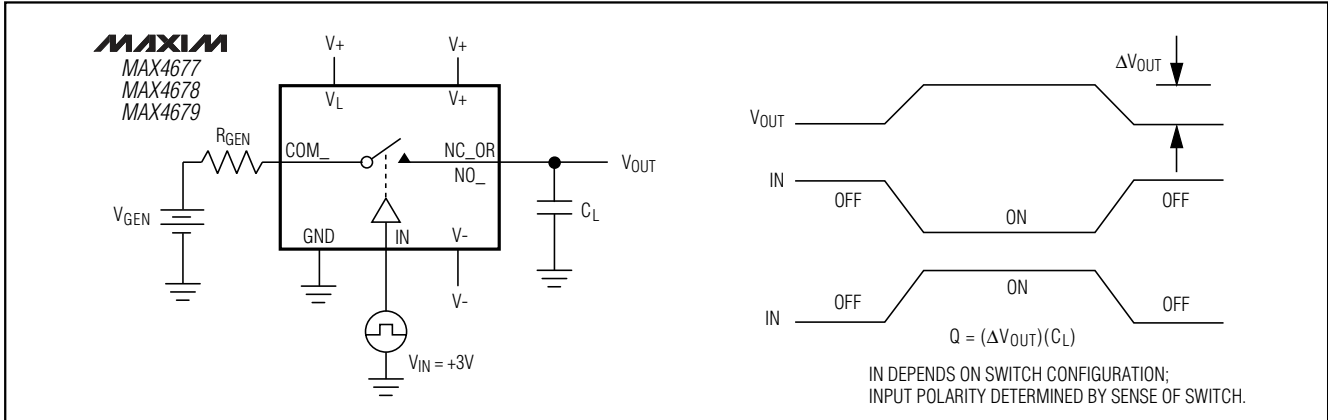 MAXIM
MAX4677
MAX4678
MAX4679
V+
V+
VL
V+
RGEN
COM_
NC_OR
NO_
VOUT
VGEN
CL
GND
IN
V-
V-
VIN = +3V
ΔVOUT
VOUT
IN
OFF
ON
OFF
IN
OFF
ON
OFF
Q = (ΔVOUT)(CL)
IN DEPENDS ON SWITCH CONFIGURATION;
INPUT POLARITY DETERMINED BY SENSE OF SWITCH.